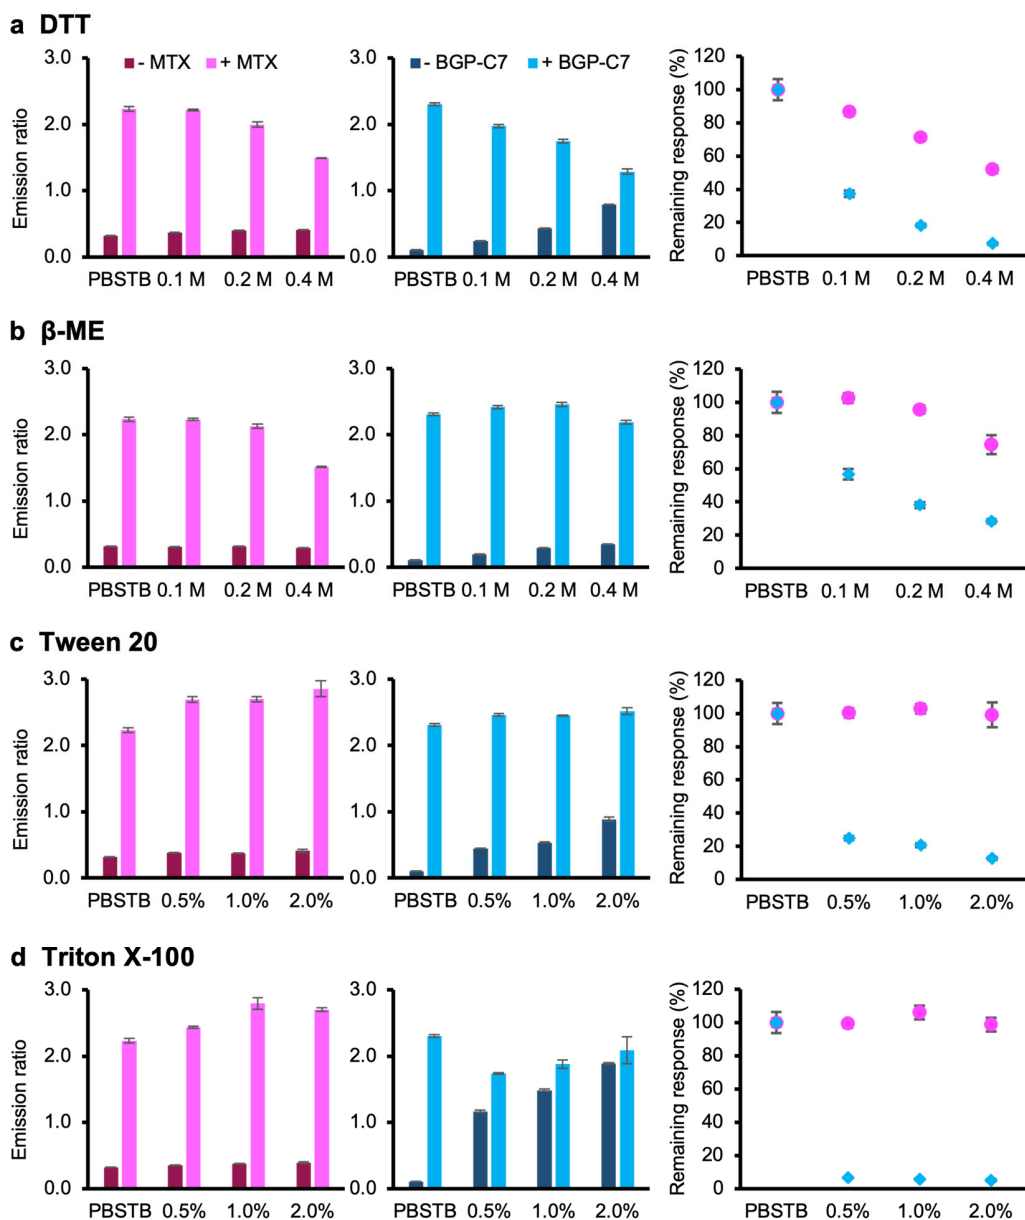 a DTT
3.0
2.0
1.0
0.0
Emission ratio
- MTX + MTX
PBSTB 0.1 M 0.2 M 0.4 M
3.0
2.0
1.0
0.0
- BGP-C7 + BGP-C7
PBSTB 0.1 M 0.2 M 0.4 M
120
100
80
60
40
20
0
Remaining response (%)
PBSTB 0.1 M 0.2 M 0.4 M
b β-ME
3.0
2.0
1.0
0.0
Emission ratio
PBSTB 0.1 M 0.2 M 0.4 M
3.0
2.0
1.0
0.0
PBSTB 0.1 M 0.2 M 0.4 M
120
100
80
60
40
20
0
Remaining response (%)
PBSTB 0.1 M 0.2 M 0.4 M
c Tween 20
3.0
2.0
1.0
0.0
Emission ratio
PBSTB 0.5% 1.0% 2.0%
3.0
2.0
1.0
0.0
PBSTB 0.5% 1.0% 2.0%
120
100
80
60
40
20
0
Remaining response (%)
PBSTB 0.5% 1.0% 2.0%
d Triton X-100
3.0
2.0
1.0
0.0
Emission ratio
PBSTB 0.5% 1.0% 2.0%
3.0
2.0
1.0
0.0
PBSTB 0.5% 1.0% 2.0%
120
100
80
60
40
20
0
Remaining response (%)
PBSTB 0.5% 1.0% 2.0%